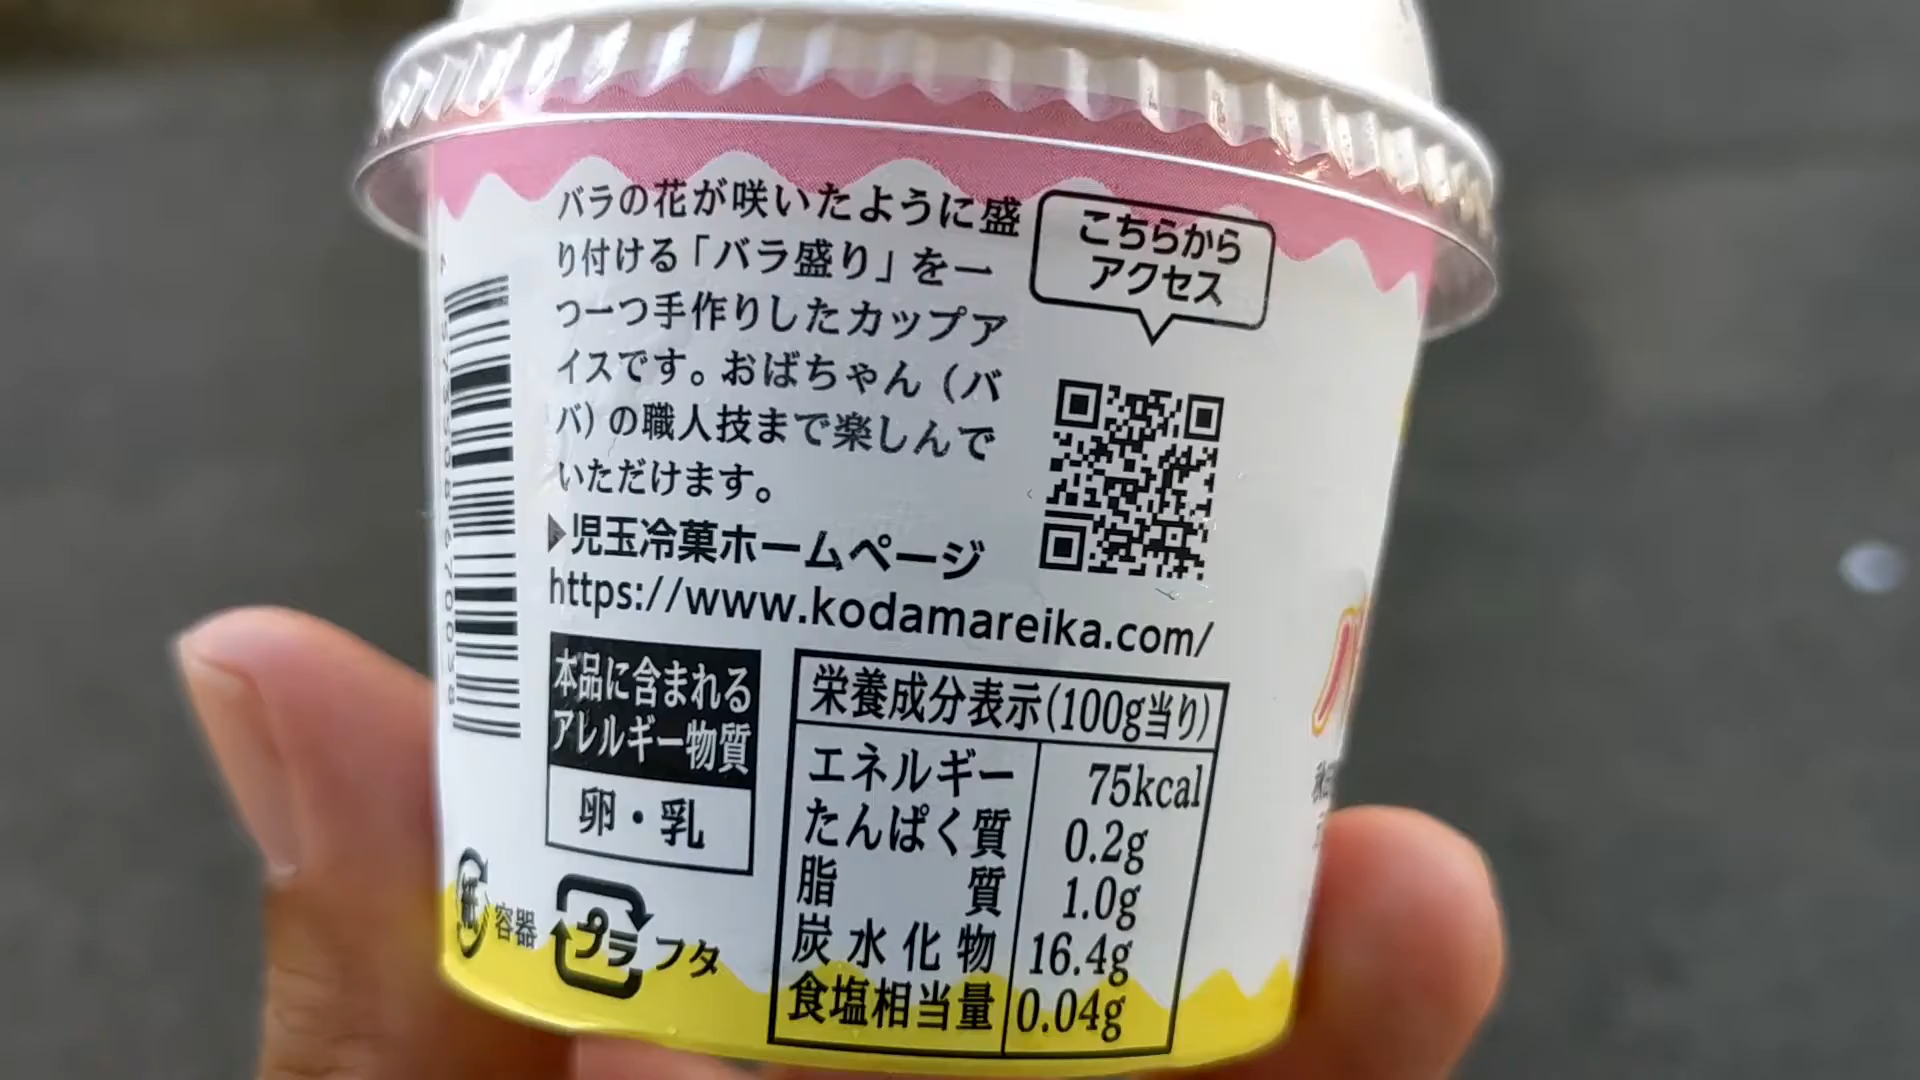 バラの花が咲いたように盛
り付ける「バラ盛り」を一
つ一つ手作りしたカップア
イスです。おばちゃん（バ
バ）の職人技まで楽しんで
いただけます。
こちらから
アクセス
▶児玉冷菓ホームページ
https://www.kodamareika.com/
本品に含まれる
アレルギー物質
卵・乳
栄養成分表示(100g当り)
エネルギー 75kcal
たんぱく質 0.2g
脂質 1.0g
炭水化物 16.4g
食塩相当量 0.04g
紙 容器
プラ フタ